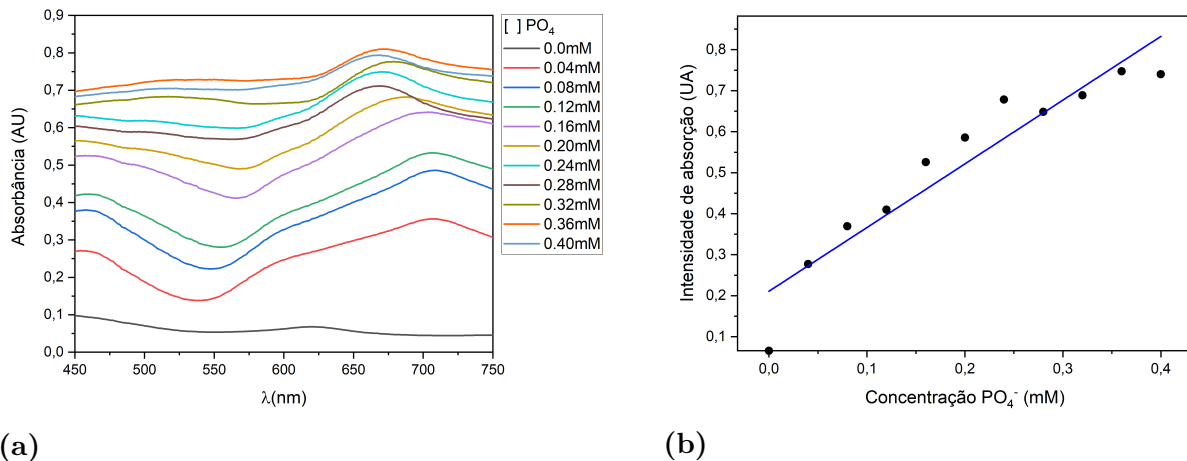 0,9
0,8
0,7
0,6
0,5
0,4
0,3
0,2
0,1
0,0
Absorbância (AU)
450 500 550 600 650 700 750
λ(nm)
[ ] PO4
0.0mM
0.04mM
0.08mM
0.12mM
0.16mM
0.20mM
0.24mM
0.28mM
0.32mM
0.36mM
0.40mM
(a)
0,8
0,7
0,6
0,5
0,4
0,3
0,2
0,1
Intensidade de absorção (UA)
0,0 0,1 0,2 0,3 0,4
Concentração PO4- (mM)
(b)